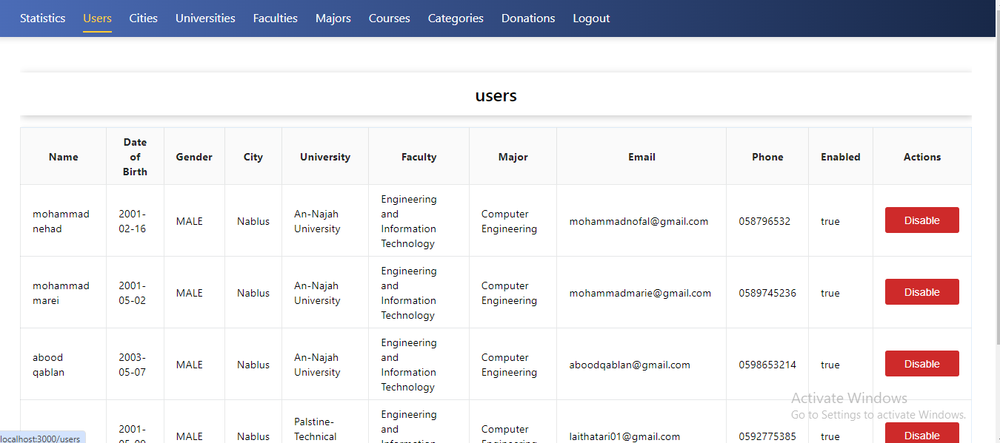 Statistics Users Cities Universities Faculties Majors Courses Categories Donations Logout
users
Name Date of Birth Gender City University Faculty Major Email Phone Enabled Actions
mohammad nehad 2001-02-16 MALE Nablus An-Najah University Engineering and Information Technology Computer Engineering mohammadnofal@gmail.com 058796532 true Disable
mohammad marei 2001-05-02 MALE Nablus An-Najah University Engineering and Information Technology Computer Engineering mohammadmarie@gmail.com 0589745236 true Disable
abood qablan 2003-05-07 MALE Nablus An-Najah University Engineering and Information Technology Computer Engineering aboodqablan@gmail.com 0598653214 true Disable
2001- MALE Nablus Palstine-Technical Engineering and Computer laithatari01@gmail.com 0592775385 true Disable
Activate Windows
Go to Settings to activate Windows.
localhost:3000/users